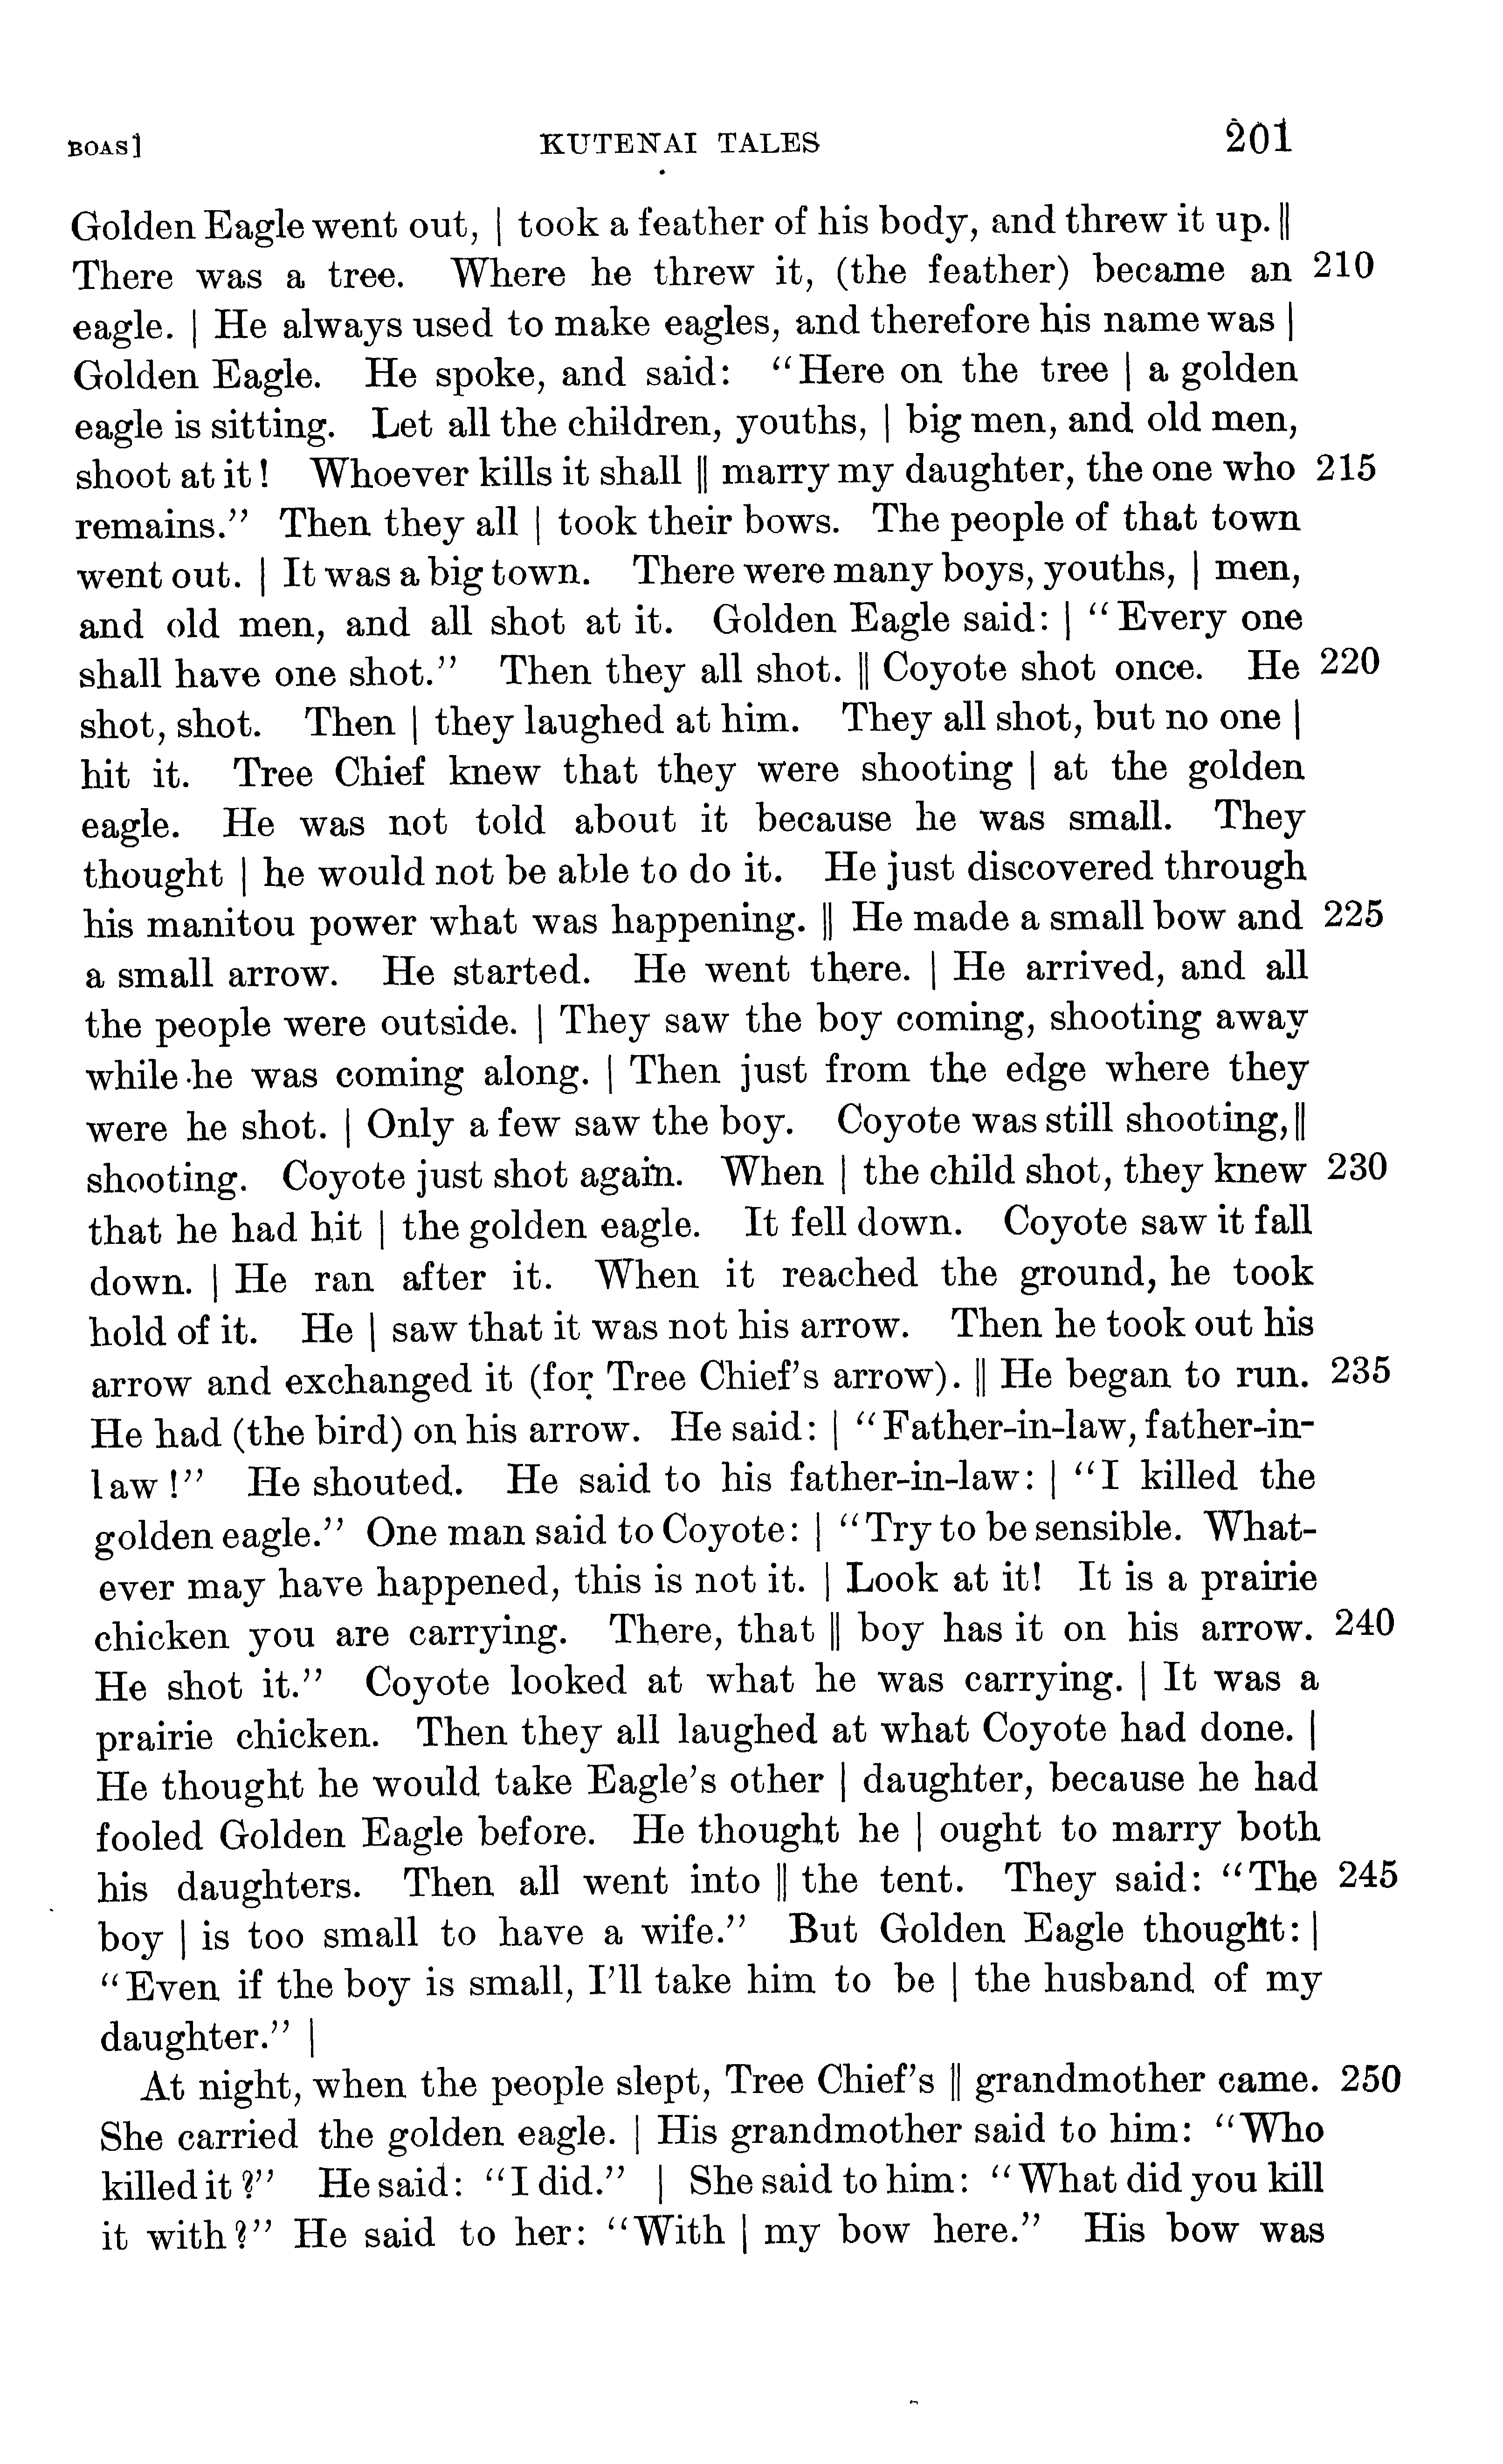 BOAS] KUTENAI TALES 201
Golden Eagle went out, | took a feather of his body, and threw it up. ||
There was a tree. Where he threw it, (the feather) became an 210
eagle. | He always used to make eagles, and therefore his name was |
Golden Eagle. He spoke, and said: “Here on the tree | a golden
eagle is sitting. Let all the children, youths, | big men, and old men,
shoot at it! Whoever kills it shall || marry my daughter, the one who 215
remains.” Then they all | took their bows. The people of that town
went out. | It was a big town. There were many boys, youths, | men,
and old men, and all shot at it. Golden Eagle said: | “Every one
shall have one shot.” Then they all shot. || Coyote shot once. He 220
shot, shot. Then | they laughed at him. They all shot, but no one |
hit it. Tree Chief knew that they were shooting | at the golden
eagle. He was not told about it because he was small. They
thought | he would not be able to do it. He just discovered through
his manitou power what was happening. || He made a small bow and 225
a small arrow. He started. He went there. | He arrived, and all
the people were outside. | They saw the boy coming, shooting away
while he was coming along. | Then just from the edge where they
were he shot. | Only a few saw the boy. Coyote was still shooting, ||
shooting. Coyote just shot again. When | the child shot, they knew 230
that he had hit | the golden eagle. It fell down. Coyote saw it fall
down. | He ran after it. When it reached the ground, he took
hold of it. He | saw that it was not his arrow. Then he took out his
arrow and exchanged it (for Tree Chief’s arrow). || He began to run. 235
He had (the bird) on his arrow. He said: | “Father-in-law, father-in-
law!” He shouted. He said to his father-in-law: | “I killed the
golden eagle.” One man said to Coyote: | “Try to be sensible. What-
ever may have happened, this is not it. | Look at it! It is a prairie
chicken you are carrying. There, that || boy has it on his arrow. 240
He shot it.” Coyote looked at what he was carrying. | It was a
prairie chicken. Then they all laughed at what Coyote had done. |
He thought he would take Eagle’s other | daughter, because he had
fooled Golden Eagle before. He thought he | ought to marry both
his daughters. Then all went into || the tent. They said: “The 245
boy | is too small to have a wife.” But Golden Eagle thought: |
“Even if the boy is small, I’ll take him to be | the husband of my
daughter.” |
At night, when the people slept, Tree Chief’s || grandmother came. 250
She carried the golden eagle. | His grandmother said to him: “Who
killed it?” He said: “I did.” | She said to him: “What did you kill
it with?” He said to her: “With | my bow here.” His bow was